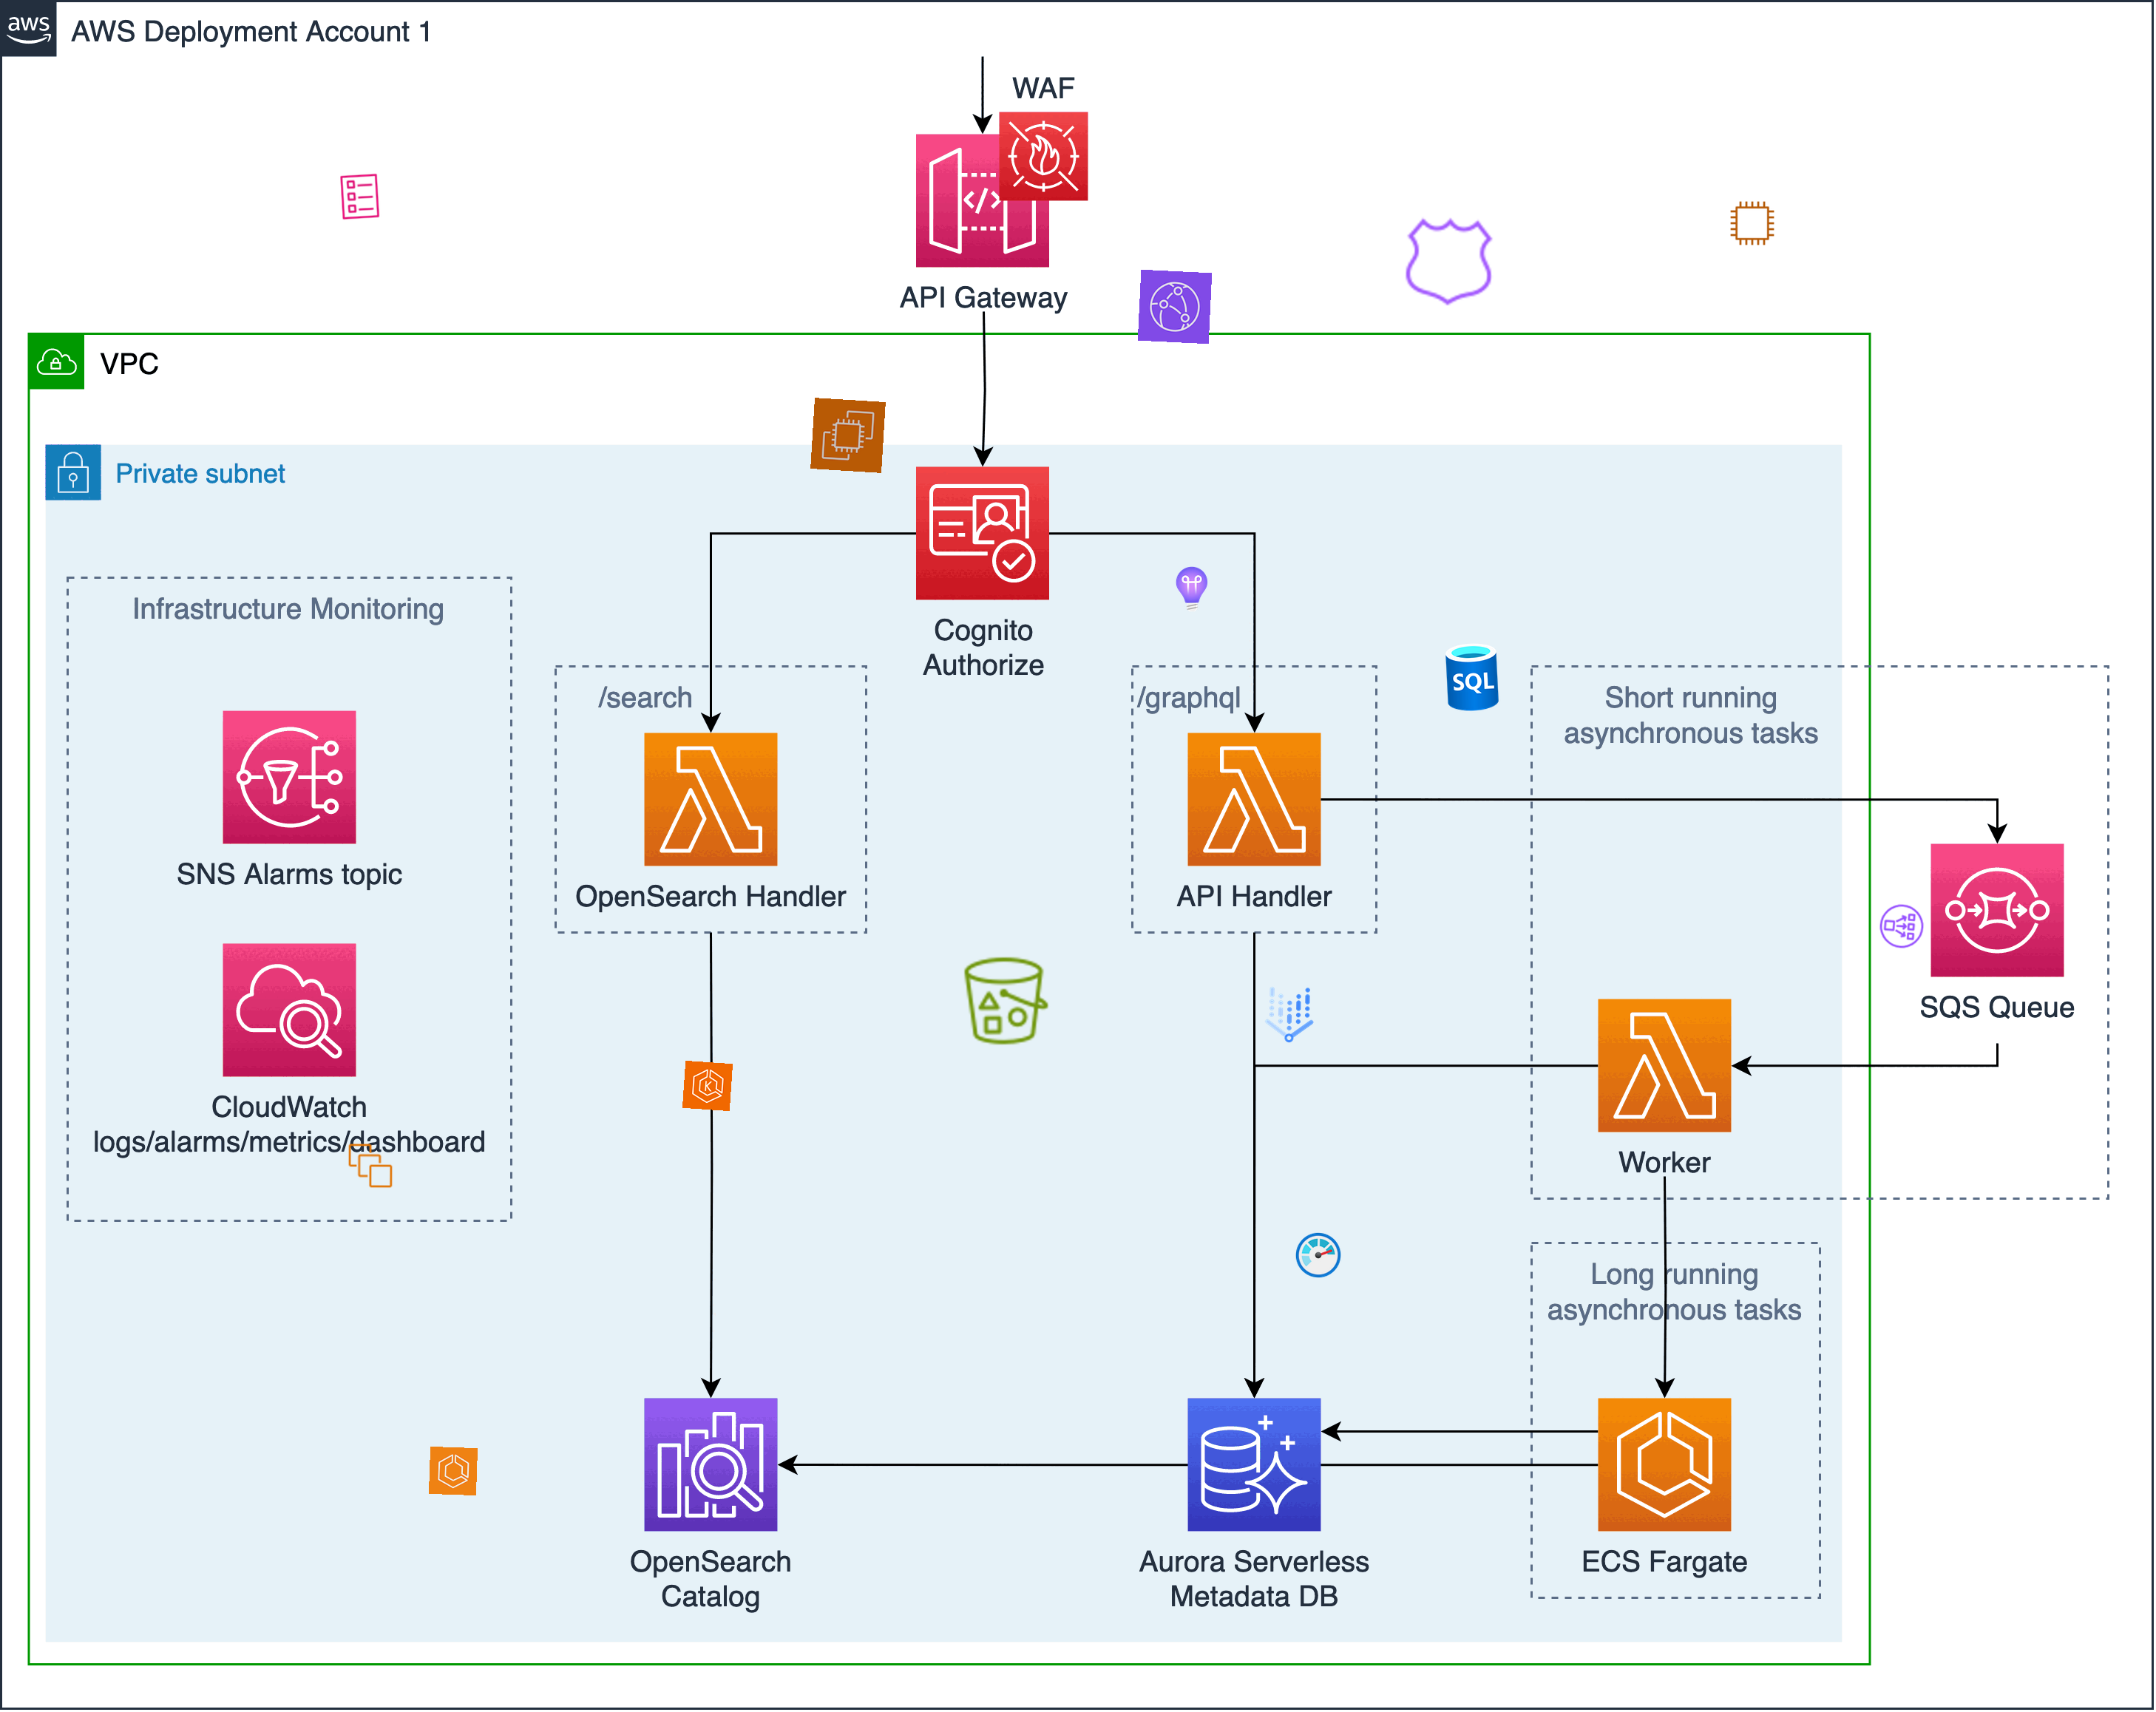 aws
AWS Deployment Account 1
WAF
API Gateway
VPC
Private subnet
Cognito
Authorize
Infrastructure Monitoring
/search
/graphql
SQL
Short running
asynchronous tasks
SNS Alarms topic
OpenSearch Handler
API Handler
SQS Queue
CloudWatch
logs/alarms/metrics/dashboard
K
Worker
Long running
asynchronous tasks
OpenSearch
Catalog
Aurora Serverless
Metadata DB
ECS Fargate